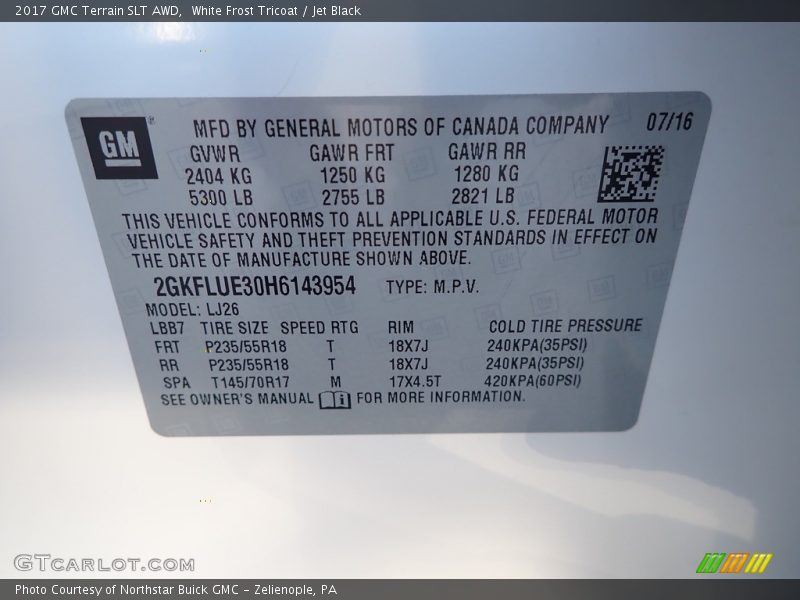 2017 GMC Terrain SLT AWD, White Frost Tricoat / Jet Black
GM
MFD BY GENERAL MOTORS OF CANADA COMPANY 07/16
GVWR GAWR FRT GAWR RR
2404 KG 1250 KG 1280 KG
5300 LB 2755 LB 2821 LB
THIS VEHICLE CONFORMS TO ALL APPLICABLE U.S. FEDERAL MOTOR
VEHICLE SAFETY AND THEFT PREVENTION STANDARDS IN EFFECT ON
THE DATE OF MANUFACTURE SHOWN ABOVE.
2GKFLUE30H6143954 TYPE: M.P.V.
MODEL: LJ26
LBB7 TIRE SIZE SPEED RTG RIM COLD TIRE PRESSURE
FRT P235/55R18 T 18X7J 240KPA(35PSI)
RR P235/55R18 T 18X7J 240KPA(35PSI)
SPA T145/70R17 M 17X4.5T 420KPA(60PSI)
SEE OWNER'S MANUAL i FOR MORE INFORMATION.
GTCARLOT.COM
Photo Courtesy of Northstar Buick GMC - Zelienople, PA